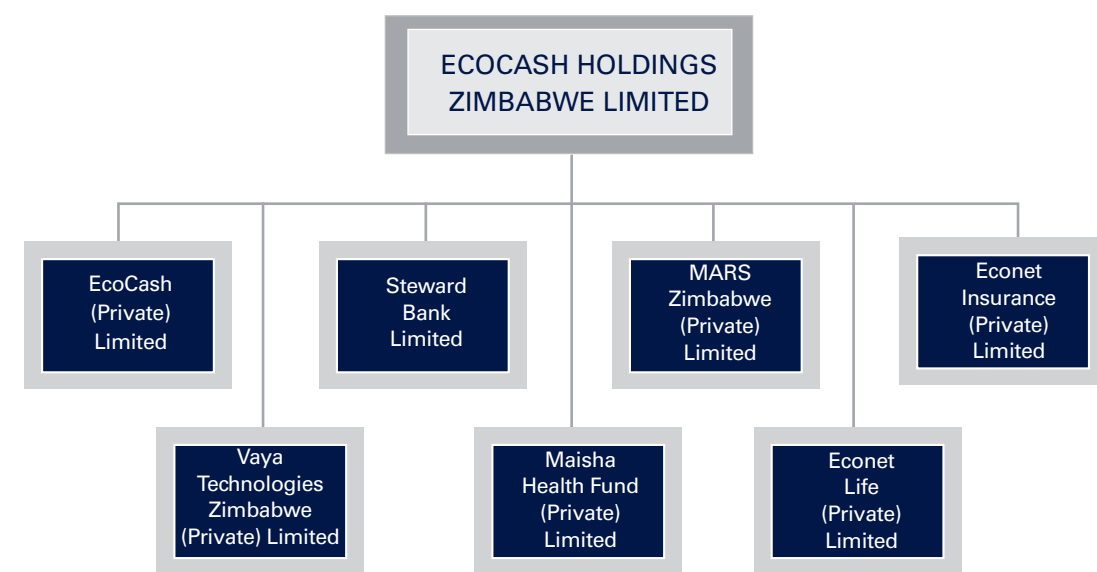 ECOCASH HOLDINGS
ZIMBABWE LIMITED
EcoCash
(Private)
Limited
Steward
Bank
Limited
MARS
Zimbabwe
(Private)
Limited
Econet
Insurance
(Private)
Limited
Vaya
Technologies
Zimbabwe
(Private) Limited
Maisha
Health Fund
(Private)
Limited
Econet
Life
(Private)
Limited